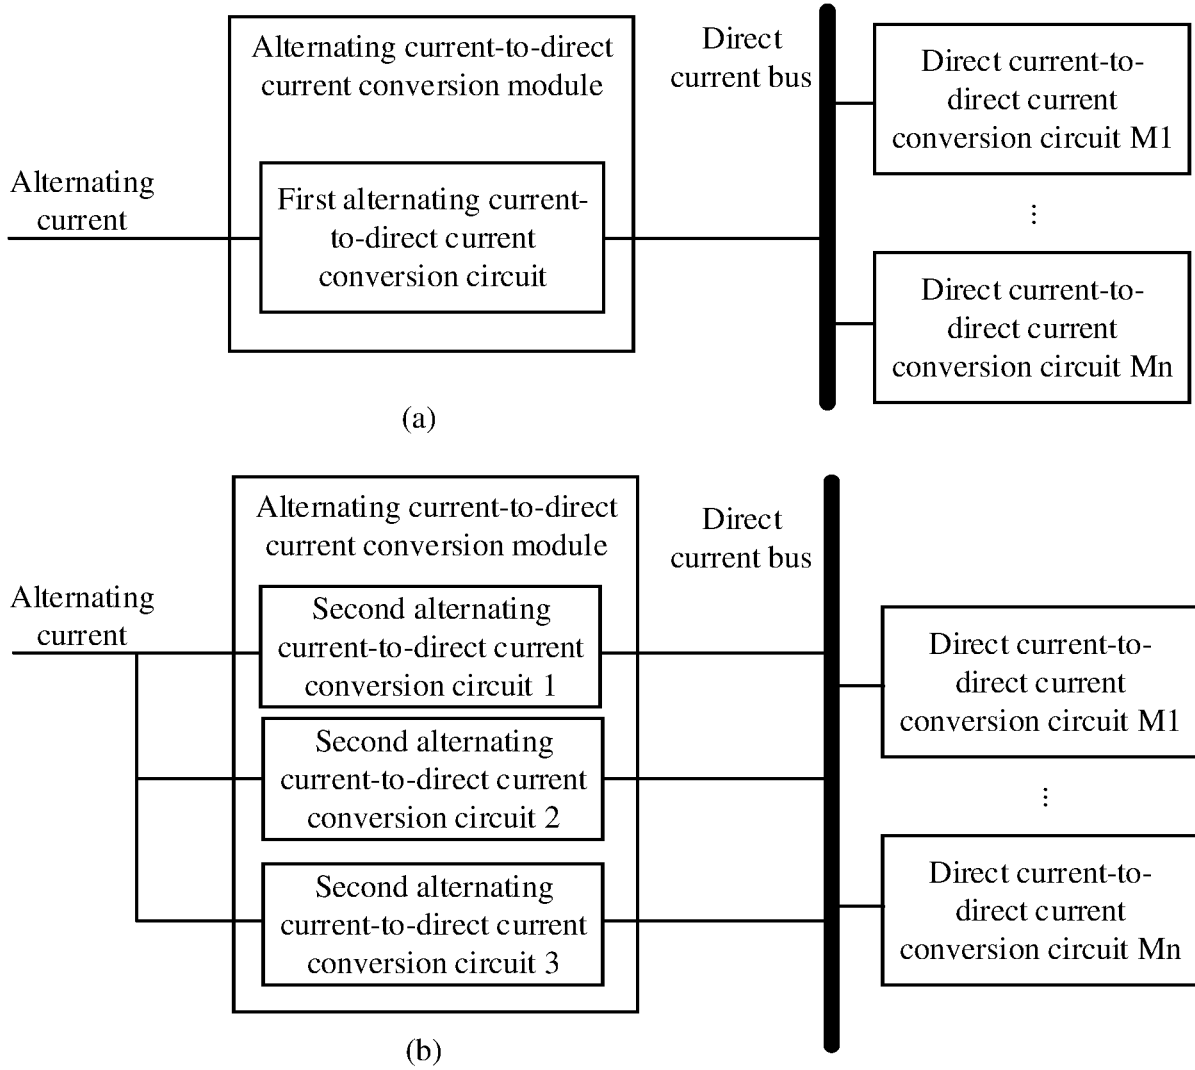 Alternating current-to-direct
current conversion module
Direct
current bus
Direct current-to-
direct current
conversion circuit M1
Alternating
current
First alternating current-
to-direct current
conversion circuit
⋮
Direct current-to-
direct current
conversion circuit Mn
(a)
Alternating current-to-direct
current conversion module
Direct
current bus
Alternating
current
Second alternating
current-to-direct current
conversion circuit 1
Direct current-to-
direct current
conversion circuit M1
Second alternating
current-to-direct current
conversion circuit 2
⋮
Second alternating
current-to-direct current
conversion circuit 3
Direct current-to-
direct current
conversion circuit Mn
(b)